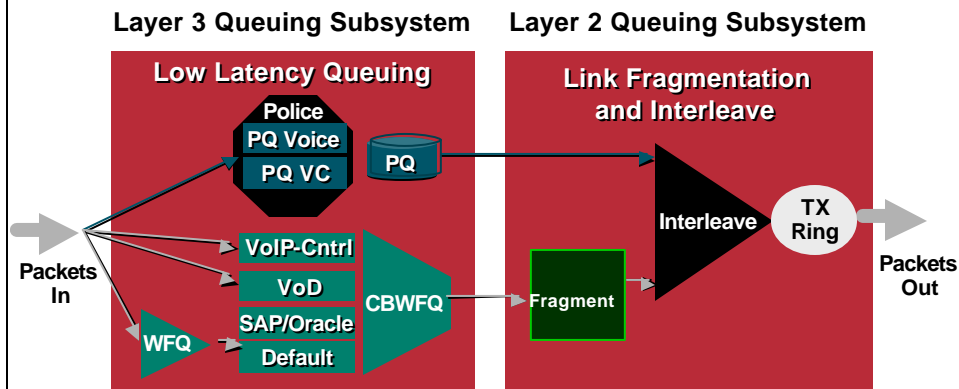 Layer 3 Queuing Subsystem
Layer 2 Queuing Subsystem
Low Latency Queuing
Police
PQ Voice
PQ VC
PQ
Link Fragmentation
and Interleave
Interleave
TX
Ring
Packets
In
VoIP-Cntrl
VoD
SAP/Oracle
Default
WFQ
CBWFQ
Fragment
Packets
Out